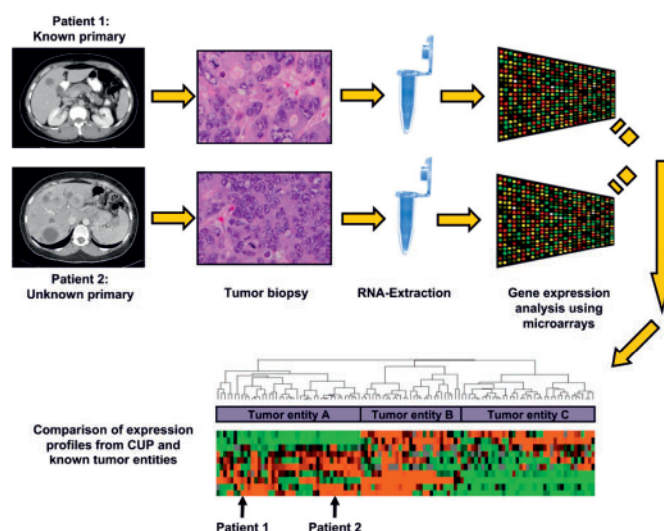 Patient 1:
Known primary
Patient 2:
Unknown primary
Tumor biopsy
RNA-Extraction
Gene expression
analysis using
microarrays
Tumor entity A
Tumor entity B
Tumor entity C
Comparison of expression
profiles from CUP and
known tumor entities
Patient 1
Patient 2